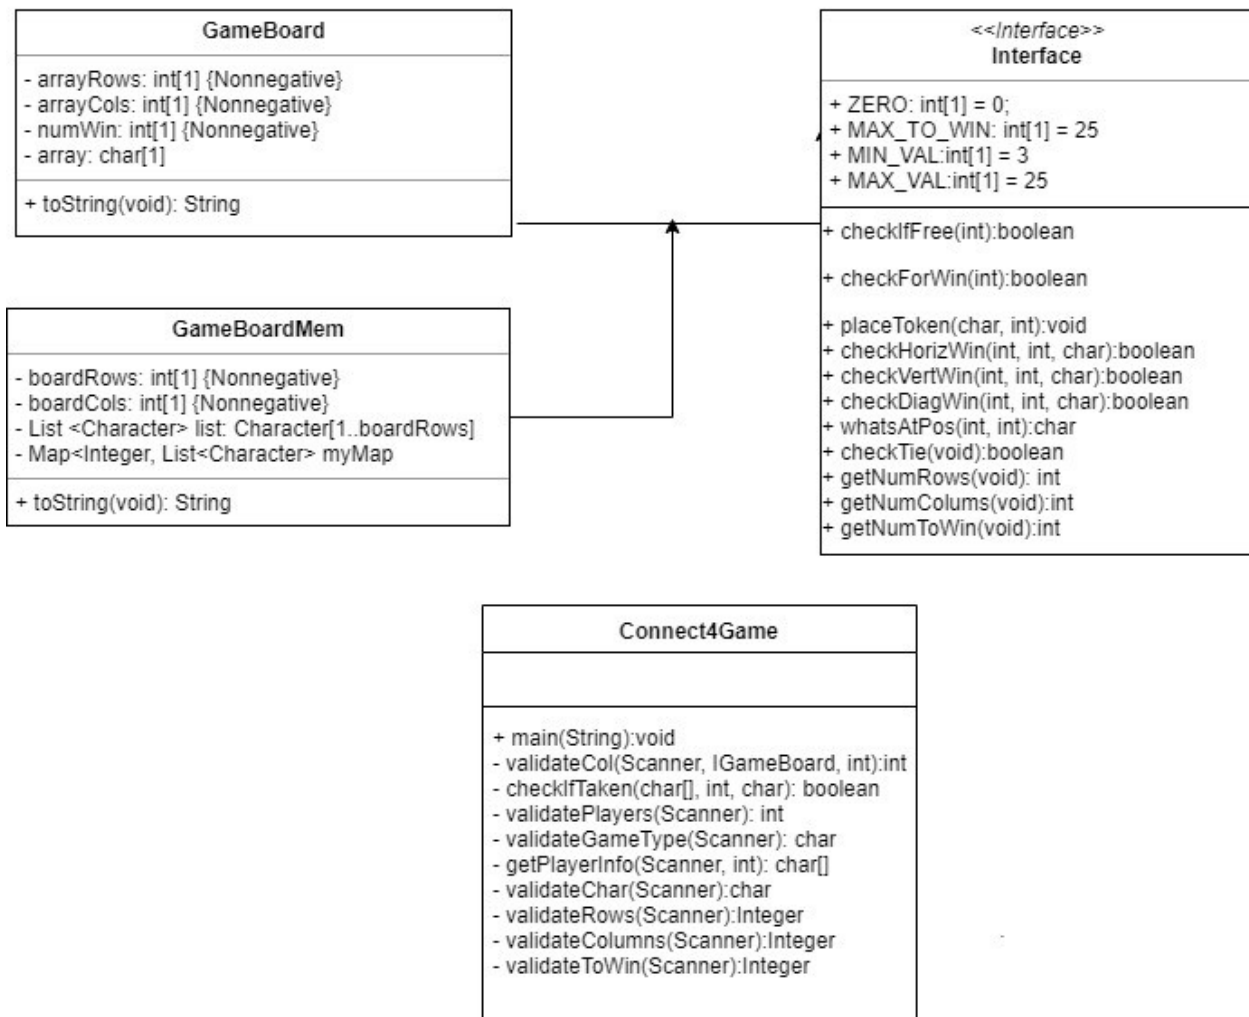 GameBoard
- arrayRows: int[1] {Nonnegative}
- arrayCols: int[1] {Nonnegative}
- numWin: int[1] {Nonnegative}
- array: char[1]
+ toString(void): String
<<Interface>>
Interface
+ ZERO: int[1] = 0;
+ MAX_TO_WIN: int[1] = 25
+ MIN_VAL:int[1] = 3
+ MAX_VAL:int[1] = 25
+ checkIfFree(int):boolean
+ checkForWin(int):boolean
+ placeToken(char, int):void
+ checkHorizWin(int, int, char):boolean
+ checkVertWin(int, int, char):boolean
+ checkDiagWin(int, int, char):boolean
+ whatsAtPos(int, int):char
+ checkTie(void):boolean
+ getNumRows(void): int
+ getNumColums(void):int
+ getNumToWin(void):int
GameBoardMem
- boardRows: int[1] {Nonnegative}
- boardCols: int[1] {Nonnegative}
- List <Character> list: Character[1..boardRows]
- Map<Integer, List<Character> myMap
+ toString(void): String
Connect4Game
+ main(String):void
- validateCol(Scanner, IGameBoard, int):int
- checkIfTaken(char[], int, char): boolean
- validatePlayers(Scanner): int
- validateGameType(Scanner): char
- getPlayerInfo(Scanner, int): char[]
- validateChar(Scanner):char
- validateRows(Scanner):Integer
- validateColumns(Scanner):Integer
- validateToWin(Scanner):Integer